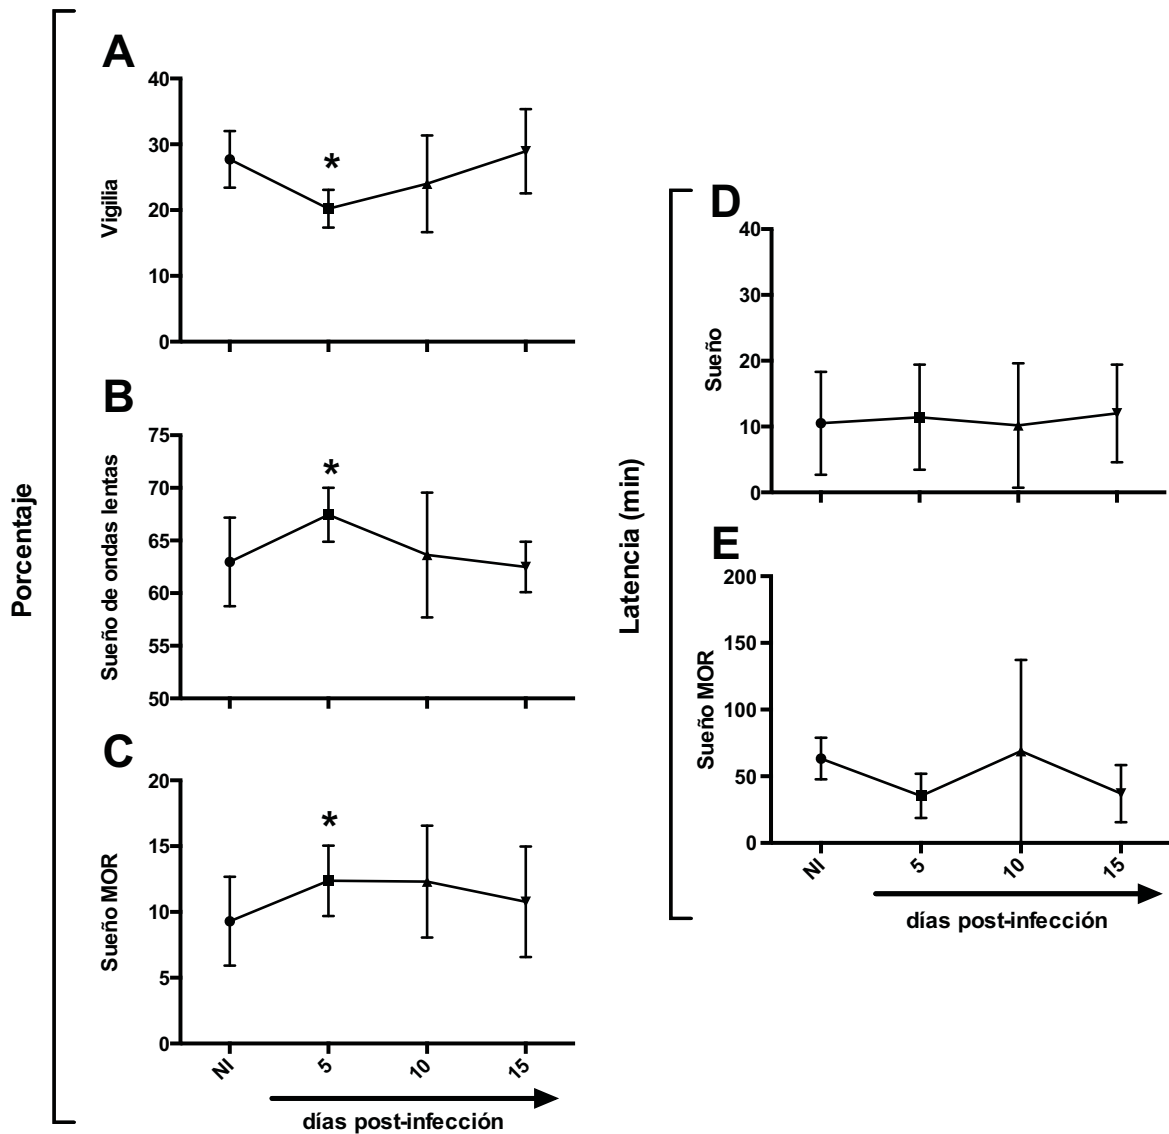 Porcentaje
A
40
30
20
10
0
Vigilia
*
B
75
70
65
60
55
50
Sueño de ondas lentas
*
C
20
15
10
5
0
Sueño MOR
*
NI 5 10 15
días post-infección
Latencia (min)
D
40
30
20
10
0
Sueño
E
200
150
100
50
0
Sueño MOR
NI 5 10 15
días post-infección